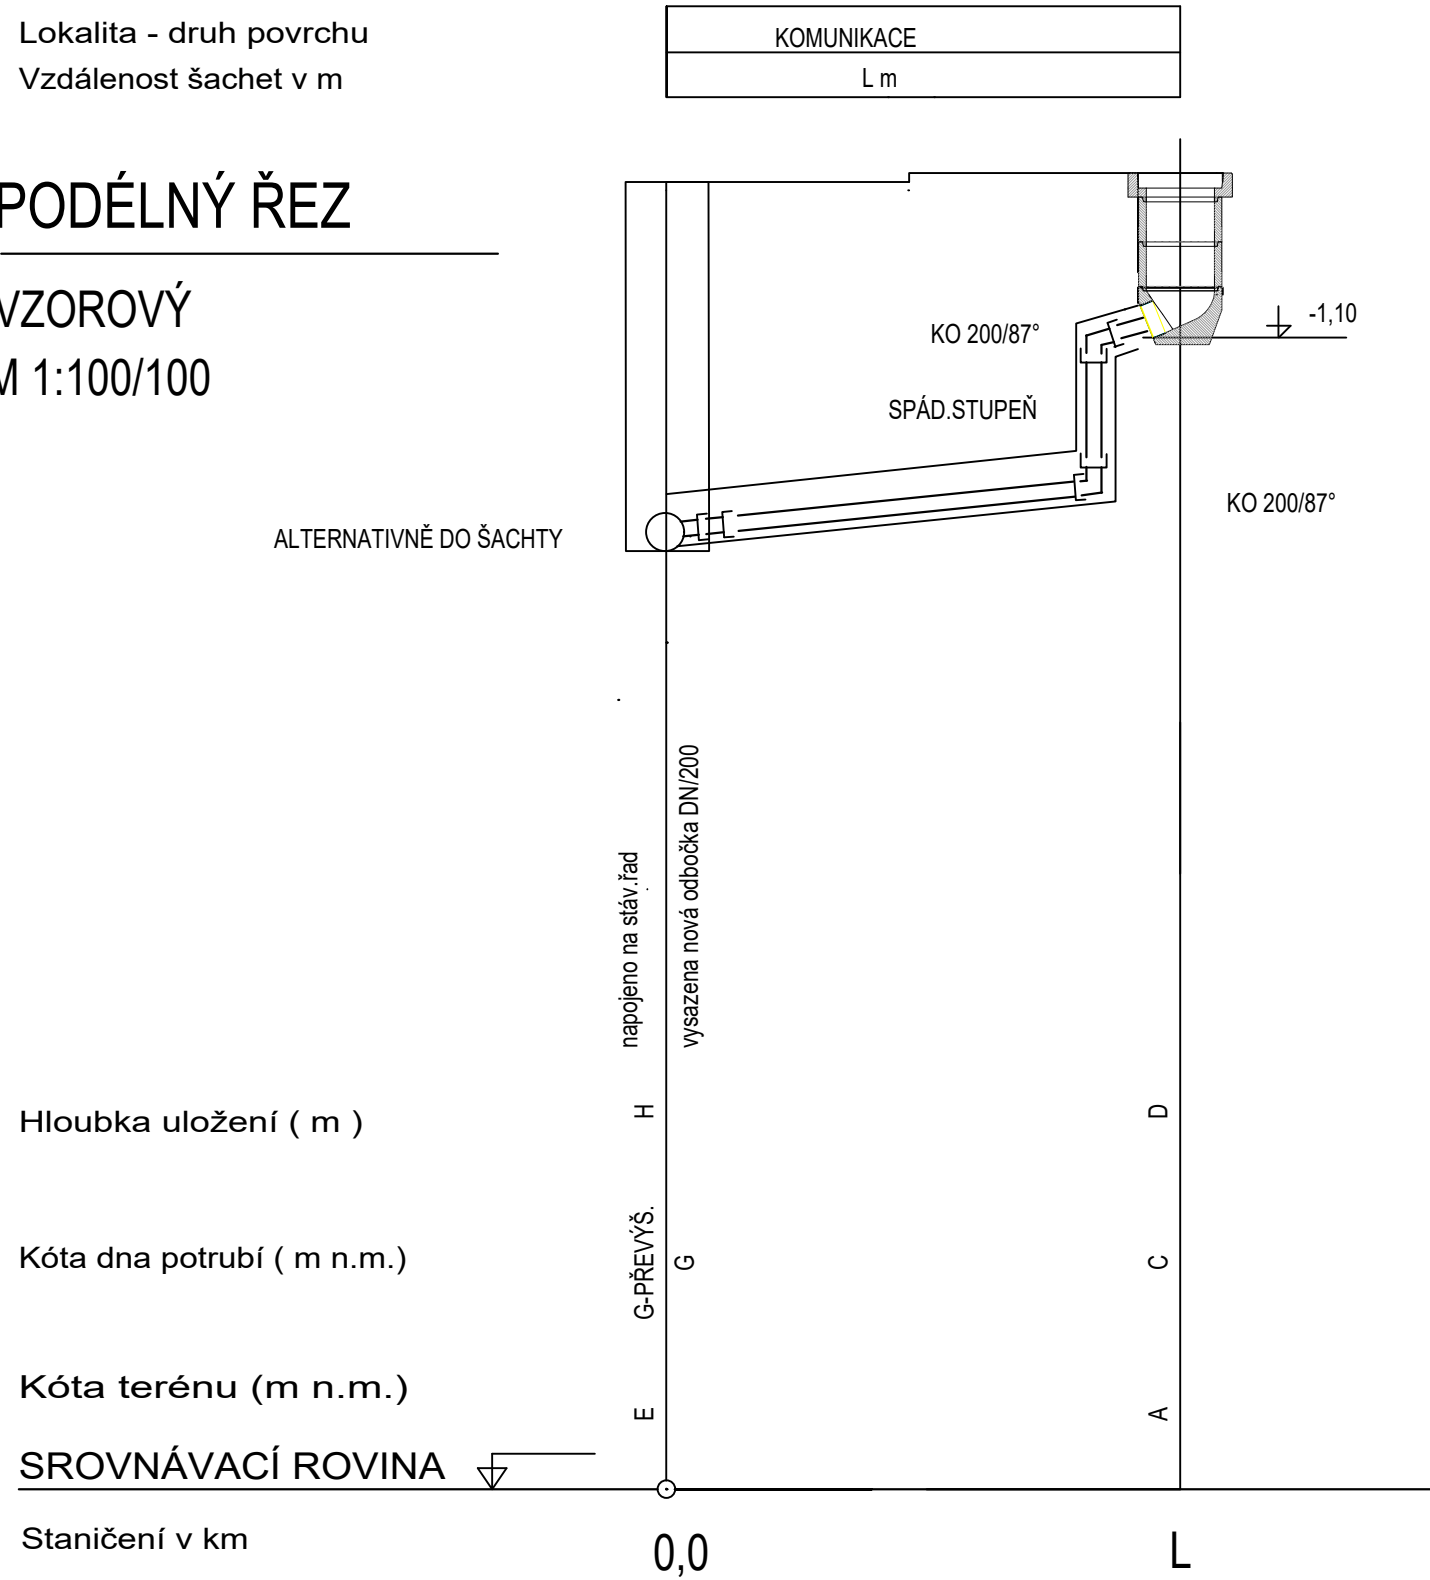 Lokalita - druh povrchu
KOMUNIKACE
Vzdálenost šachet v m
L m
PODÉLNÝ ŘEZ
VZOROVÝ
M 1:100/100
-1,10
KO 200/87°
SPÁD.STUPEŇ
KO 200/87°
ALTERNATIVNĚ DO ŠACHTY
napojeno na stáv.řad
vysazena nová odbočka DN/200
Hloubka uložení ( m )
H
D
Kóta dna potrubí ( m n.m.)
G-PŘEVÝŠ.
G
C
Kóta terénu (m n.m.)
E
A
SROVNÁVACÍ ROVINA
Staničení v km
0,0
L